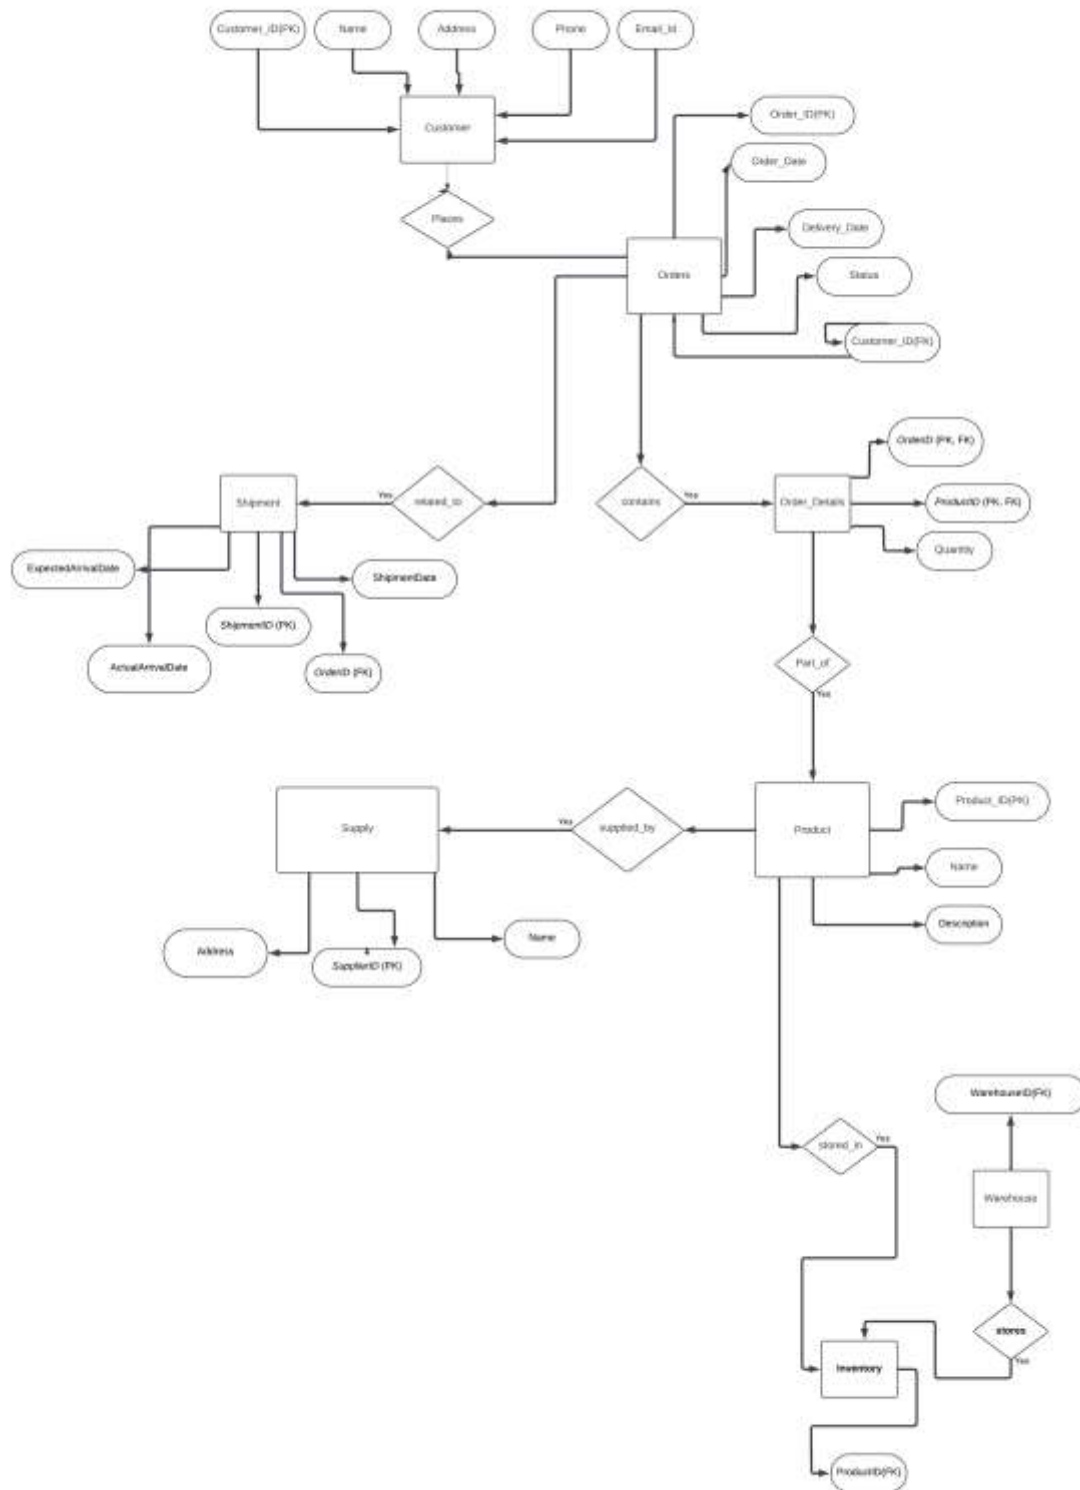 Customer_ID(PK)
Name
Address
Phone
Email_Id
Customer
Places
Order_ID(PK)
Order_Date
Delivery_Date
Status
Customer_ID(FK)
Orders
Shipment
Yes
related_to
contains
Yes
Order_Details
OrderID (PK, FK)
ProductID (PK, FK)
Quantity
ExpectedArrivalDate
ShipmentDate
ShipmentID (PK)
ActualArrivalDate
OrderID (FK)
Part_of
Yes
Supply
Yes
supplied_by
Product
Product_ID(PK)
Name
Description
Address
SupplierID (PK)
Name
WarehouseID(FK)
stored_in
Yes
Warehouse
stores
Yes
Inventory
ProductID(FK)